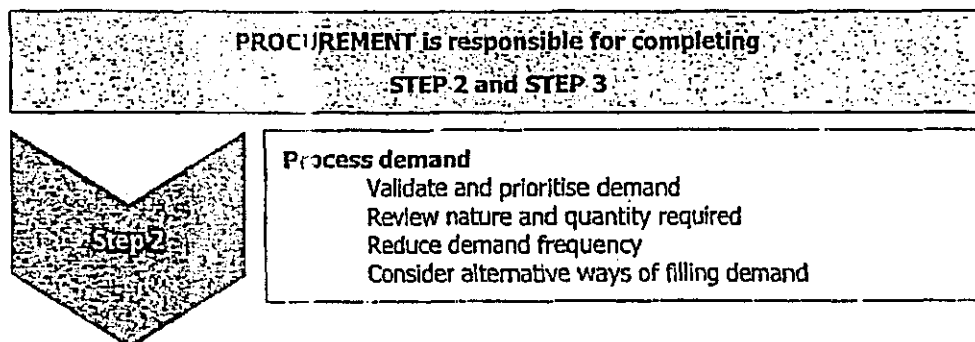 PROCUREMENT is responsible for completing
STEP 2 and STEP 3
Step 2
Process demand
Validate and prioritise demand
Review nature and quantity required
Reduce demand frequency
Consider alternative ways of filling demand